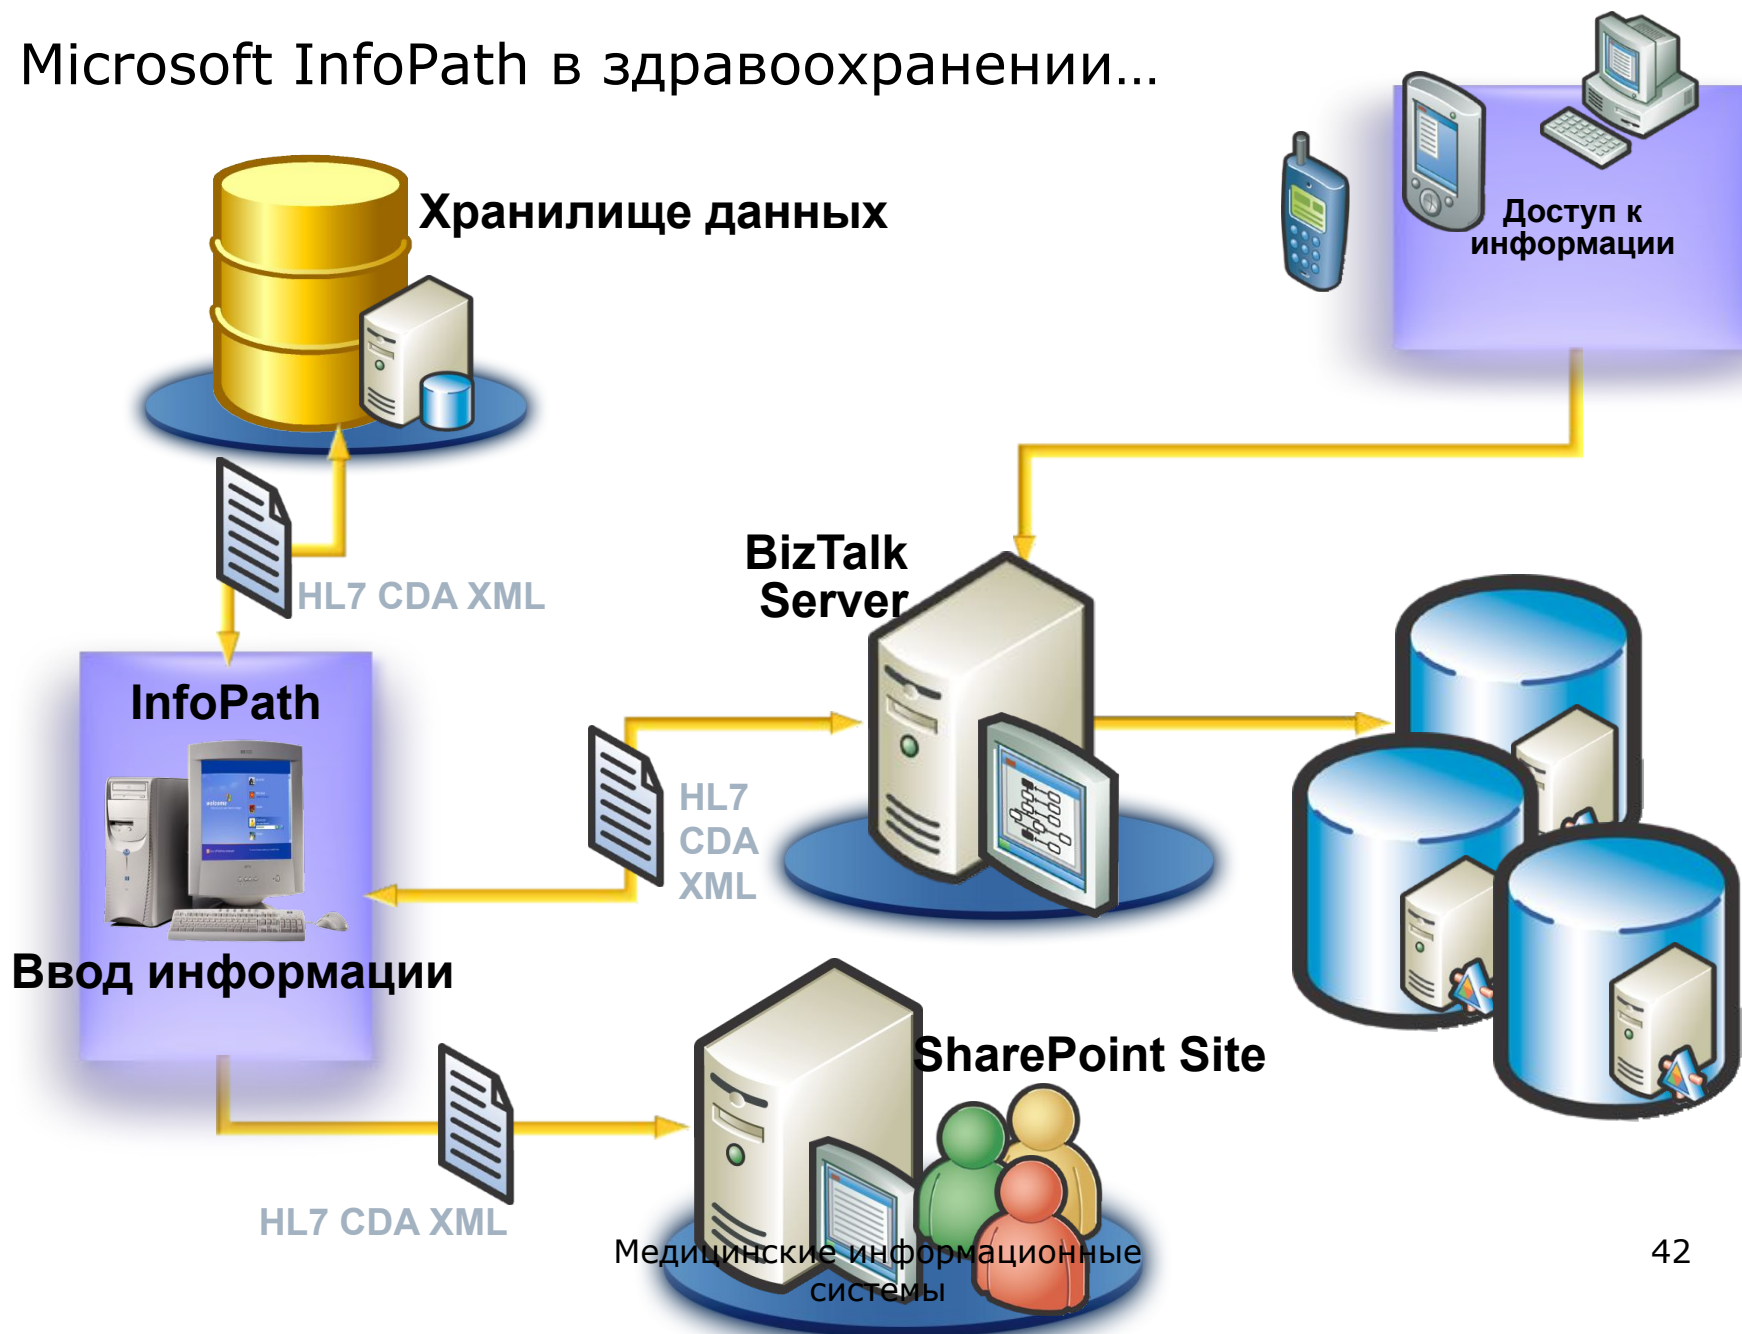 Microsoft InfoPath в здравоохранении...
Хранилище данных
Доступ к
информации
HL7 CDA XML
BizTalk
Server
InfoPath
HL7
CDA
XML
Ввод информации
SharePoint Site
HL7 CDA XML
Медицинские информационные
системы
42